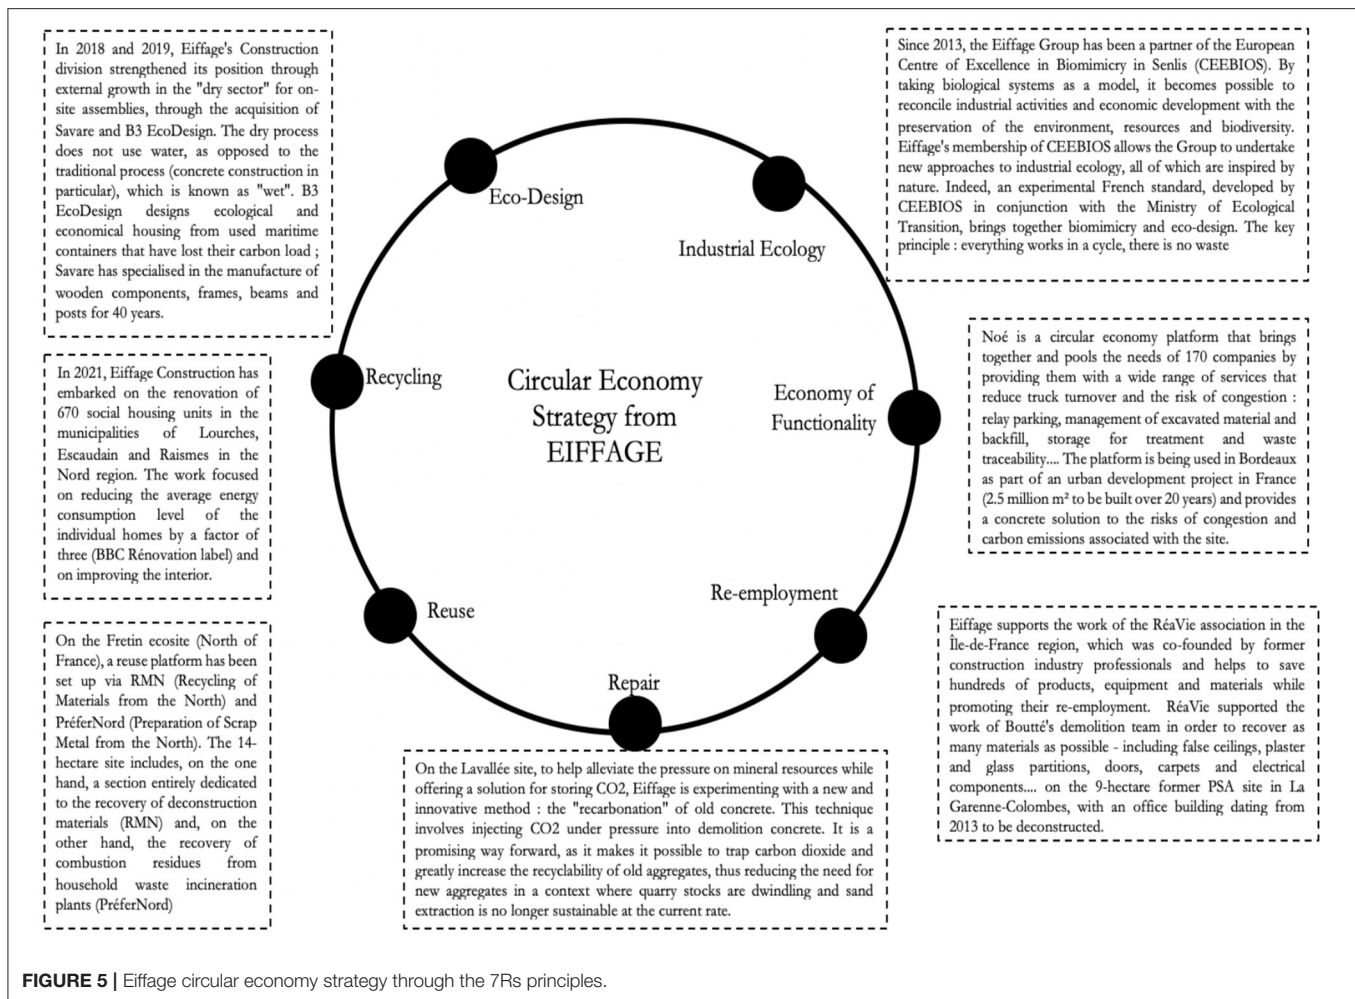 In 2018 and 2019, Eiffage's Construction
division strengthened its position through
external growth in the "dry sector" for on-
site assemblies, through the acquisition of
Savare and B3 EcoDesign. The dry process
does not use water, as opposed to the
traditional process (concrete construction in
particular), which is known as "wet". B3
EcoDesign designs ecological and
economical housing from used maritime
containers that have lost their carbon load ;
Savare has specialised in the manufacture of
wooden components, frames, beams and
posts for 40 years.
Since 2013, the Eiffage Group has been a partner of the European
Centre of Excellence in Biomimicry in Senlis (CEEBIOS). By
taking biological systems as a model, it becomes possible to
reconcile industrial activities and economic development with the
preservation of the environment, resources and biodiversity.
Eiffage's membership of CEEBIOS allows the Group to undertake
new approaches to industrial ecology, all of which are inspired by
nature. Indeed, an experimental French standard, developed by
CEEBIOS in conjunction with the Ministry of Ecological
Transition, brings together biomimicry and eco-design. The key
principle : everything works in a cycle, there is no waste
Eco-Design
Industrial Ecology
Recycling
Circular Economy
Strategy from
EIFFAGE
Economy of
Functionality
Noé is a circular economy platform that brings
together and pools the needs of 170 companies by
providing them with a wide range of services that
reduce truck turnover and the risk of congestion :
relay parking, management of excavated material and
backfill, storage for treatment and waste
traceability.... The platform is being used in Bordeaux
as part of an urban development project in France
(2.5 million m² to be built over 20 years) and provides
a concrete solution to the risks of congestion and
carbon emissions associated with the site.
In 2021, Eiffage Construction has
embarked on the renovation of
670 social housing units in the
municipalities of Lourches,
Escaudain and Raismes in the
Nord region. The work focused
on reducing the average energy
consumption level of the
individual homes by a factor of
three (BBC Rénovation label) and
on improving the interior.
Reuse
Re-employment
Repair
On the Fretin ecosite (North of
France), a reuse platform has been
set up via RMN (Recycling of
Materials from the North) and
PréferNord (Preparation of Scrap
Metal from the North). The 14-
hectare site includes, on the one
hand, a section entirely dedicated
to the recovery of deconstruction
materials (RMN) and, on the
other hand, the recovery of
combustion residues from
household waste incineration
plants (PréferNord)
On the Lavallée site, to help alleviate the pressure on mineral resources while
offering a solution for storing CO2, Eiffage is experimenting with a new and
innovative method : the "recarbonation" of old concrete. This technique
involves injecting CO2 under pressure into demolition concrete. It is a
promising way forward, as it makes it possible to trap carbon dioxide and
greatly increase the recyclability of old aggregates, thus reducing the need for
new aggregates in a context where quarry stocks are dwindling and sand
extraction is no longer sustainable at the current rate.
Eiffage supports the work of the RéaVie association in the
Île-de-France region, which was co-founded by former
construction industry professionals and helps to save
hundreds of products, equipment and materials while
promoting their re-employment. RéaVie supported the
work of Boutté's demolition team in order to recover as
many materials as possible - including false ceilings, plaster
and glass partitions, doors, carpets and electrical
components.... on the 9-hectare former PSA site in La
Garenne-Colombes, with an office building dating from
2013 to be deconstructed.
FIGURE 5 | Eiffage circular economy strategy through the 7Rs principles.